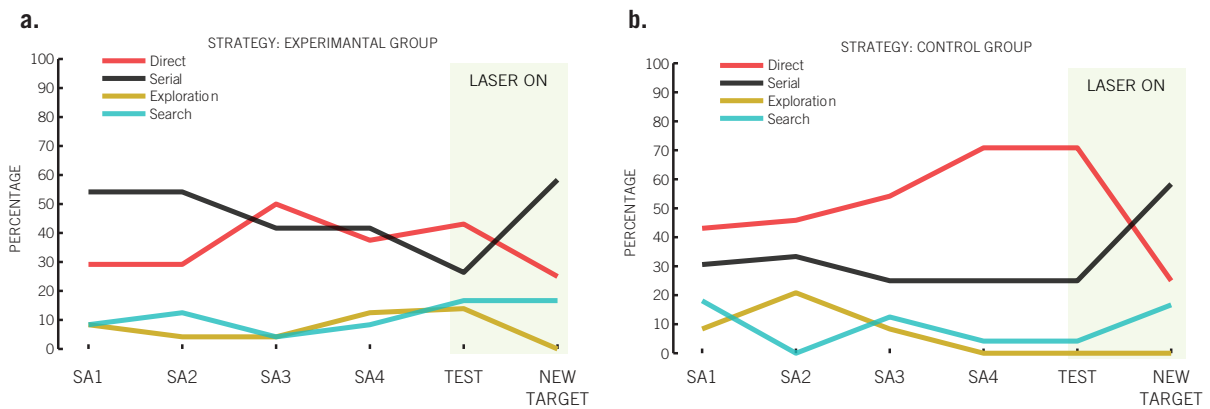 a.
STRATEGY: EXPERIMANTAL GROUP
100
90
80
70
60
50
40
30
20
10
0
PERCENTAGE
Direct
Serial
Exploration
Search
LASER ON
SA1 SA2 SA3 SA4 TEST NEW
TARGET
b.
STRATEGY: CONTROL GROUP
100
90
80
70
60
50
40
30
20
10
0
PERCENTAGE
Direct
Serial
Exploration
Search
LASER ON
SA1 SA2 SA3 SA4 TEST NEW
TARGET